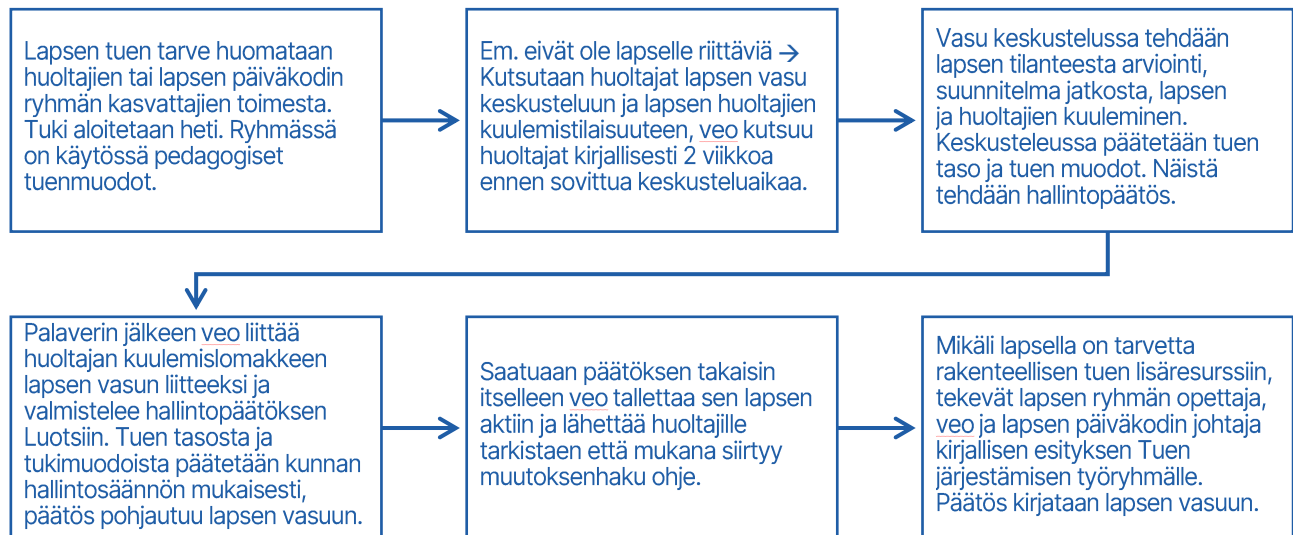 Lapsen tuen tarve huomataan
huoltajien tai lapsen päiväkodin
ryhmän kasvattajien toimesta.
Tuki aloitetaan heti. Ryhmässä
on käytössä pedagogiset
tuenmuodot.
Em. eivät ole lapselle riittäviä →
Kutsutaan huoltajat lapsen vasu
keskusteluun ja lapsen huoltajien
kuulemistilaisuuteen, veo kutsuu
huoltajat kirjallisesti 2 viikkoa
ennen sovittua keskusteluaikaa.
Vasu keskustelussa tehdään
lapsen tilanteesta arviointi,
suunnitelma jatkosta, lapsen
ja huoltajien kuuleminen.
Keskusteleussa päätetään tuen
taso ja tuen muodot. Näistä
tehdään hallintopäätös.
Palaverin jälkeen veo liittää
huoltajan kuulemislomakkeen
lapsen vasun liitteeksi ja
valmistelee hallintopäätöksen
Luotsiin. Tuen tasosta ja
tukimuodoista päätetään kunnan
hallintosäännön mukaisesti,
päätös pohjautuu lapsen vasuun.
Saatuaan päätöksen takaisin
itselleen veo tallettaa sen lapsen
aktiin ja lähettää huoltajille
tarkistaen että mukana siirtyy
muutoksenhaku ohje.
Mikäli lapsella on tarvetta
rakenteellisen tuen lisäresurssiin,
tekevät lapsen ryhmän opettaja,
veo ja lapsen päiväkodin johtaja
kirjallisen esityksen Tuen
järjestämisen työryhmälle.
Päätös kirjataan lapsen vasuun.